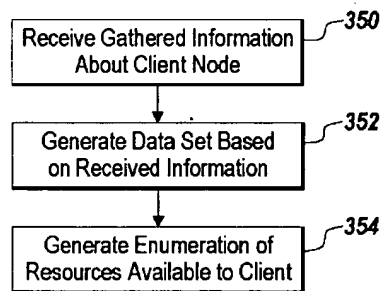 350
Receive Gathered Information
About Client Node
352
Generate Data Set Based
on Received Information
354
Generate Enumeration of
Resources Available to Client